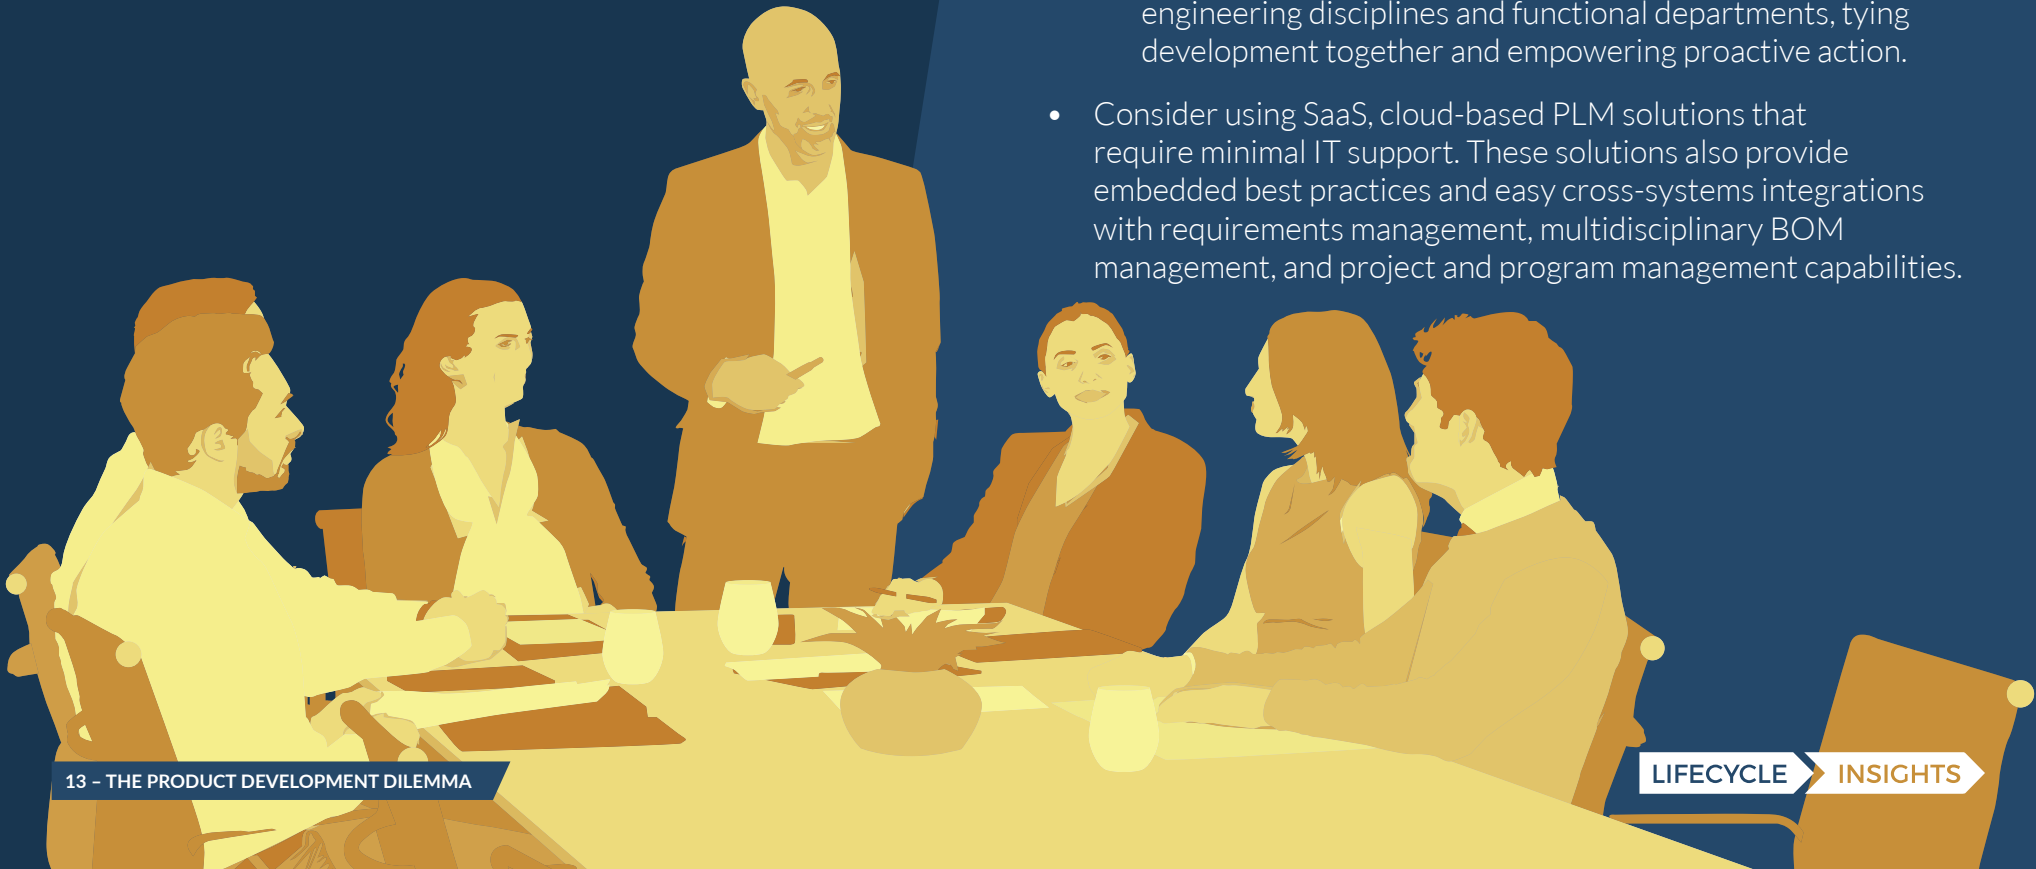 engineering disciplines and functional departments, tying
development together and empowering proactive action.
• Consider using SaaS, cloud-based PLM solutions that
require minimal IT support. These solutions also provide
embedded best practices and easy cross-systems integrations
with requirements management, multidisciplinary BOM
management, and project and program management capabilities.
13 – THE PRODUCT DEVELOPMENT DILEMMA
LIFECYCLE INSIGHTS